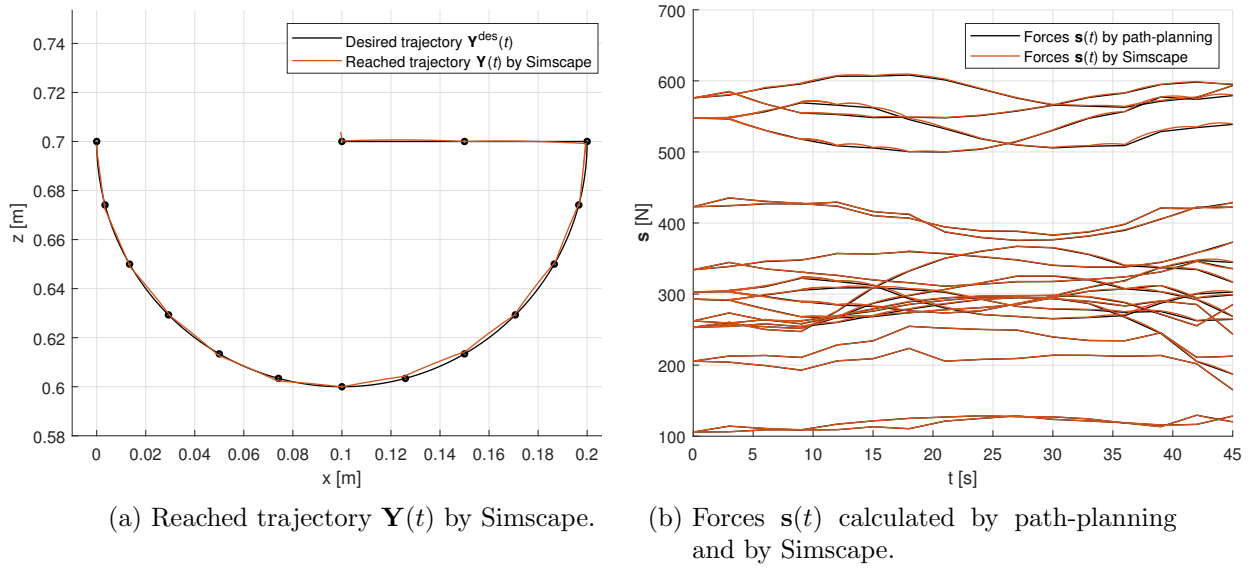 0.74
0.72
0.7
0.68
0.66
0.64
0.62
0.6
0.58
z [m]
0 0.02 0.04 0.06 0.08 0.1 0.12 0.14 0.16 0.18 0.2
x [m]
Desired trajectory Y^des(t)
Reached trajectory Y(t) by Simscape
(a) Reached trajectory Y(t) by Simscape.
700
600
500
400
300
200
100
s [N]
0 5 10 15 20 25 30 35 40 45
t [s]
Forces s(t) by path-planning
Forces s(t) by Simscape
(b) Forces s(t) calculated by path-planning
and by Simscape.